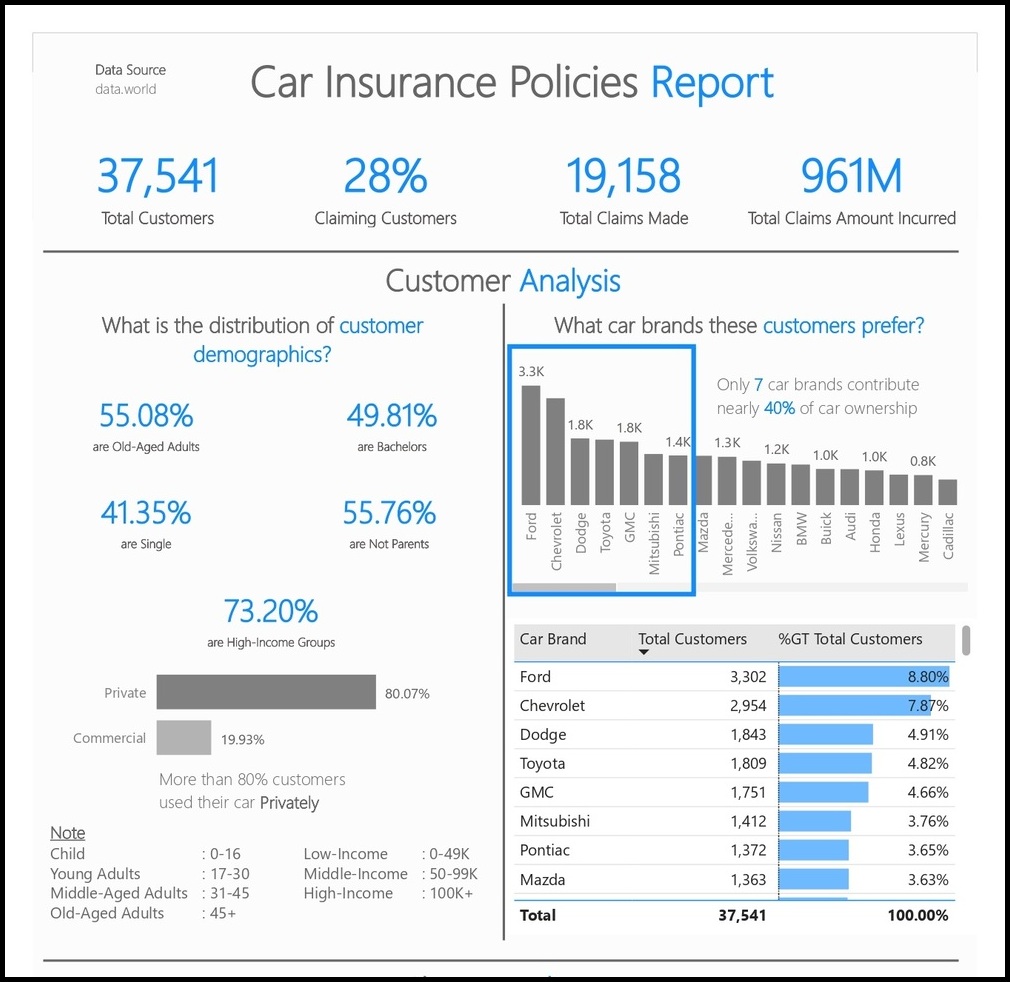 Data Source
data.world
Car Insurance Policies Report
37,541
Total Customers
28%
Claiming Customers
19,158
Total Claims Made
961M
Total Claims Amount Incurred
Customer Analysis
What is the distribution of customer
demographics?
55.08%
are Old-Aged Adults
49.81%
are Bachelors
41.35%
are Single
55.76%
are Not Parents
73.20%
are High-Income Groups
Private 80.07%
Commercial 19.93%
More than 80% customers
used their car Privately
Note
Child : 0-16
Young Adults : 17-30
Middle-Aged Adults : 31-45
Old-Aged Adults : 45+
Low-Income : 0-49K
Middle-Income : 50-99K
High-Income : 100K+
What car brands these customers prefer?
Only 7 car brands contribute
nearly 40% of car ownership
3.3K
1.8K
1.8K
1.4K
1.3K
1.2K
1.0K
1.0K
0.8K
Ford
Chevrolet
Dodge
Toyota
GMC
Mitsubishi
Pontiac
Mazda
Mercede...
Volkswa...
Nissan
BMW
Buick
Audi
Honda
Lexus
Mercury
Cadillac
Car Brand Total Customers %GT Total Customers
Ford 3,302 8.80%
Chevrolet 2,954 7.87%
Dodge 1,843 4.91%
Toyota 1,809 4.82%
GMC 1,751 4.66%
Mitsubishi 1,412 3.76%
Pontiac 1,372 3.65%
Mazda 1,363 3.63%
Total 37,541 100.00%